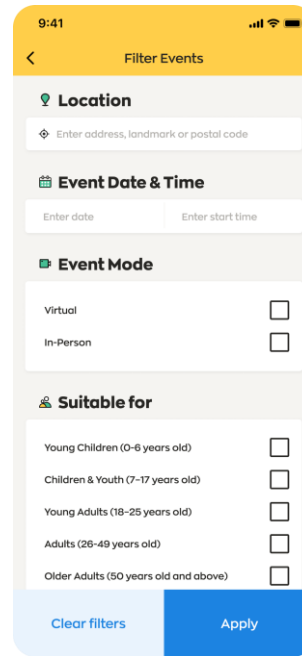 9:41
Filter Events
Location
Enter address, landmark or postal code
Event Date & Time
Enter date Enter start time
Event Mode
Virtual
In-Person
Suitable for
Young Children (0-6 years old)
Children & Youth (7-17 years old)
Young Adults (18-25 years old)
Adults (26-49 years old)
Older Adults (50 years old and above)
Clear filters Apply